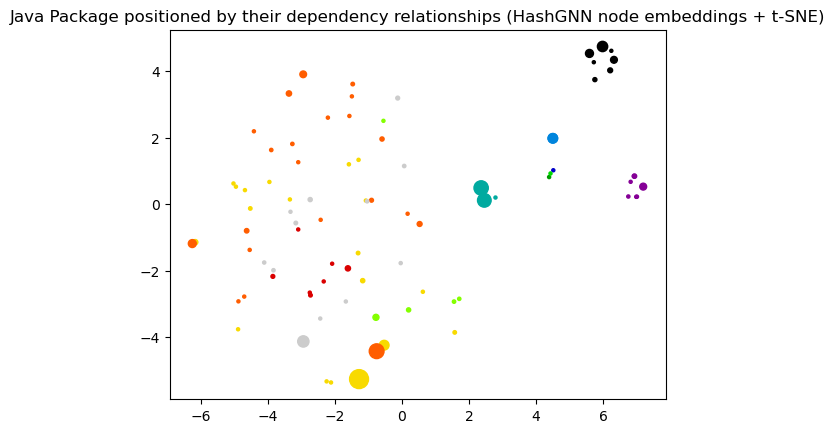 Java Package positioned by their dependency relationships (HashGNN node embeddings + t-SNE)
4
2
0
−2
−4
−6 −4 −2 0 2 4 6